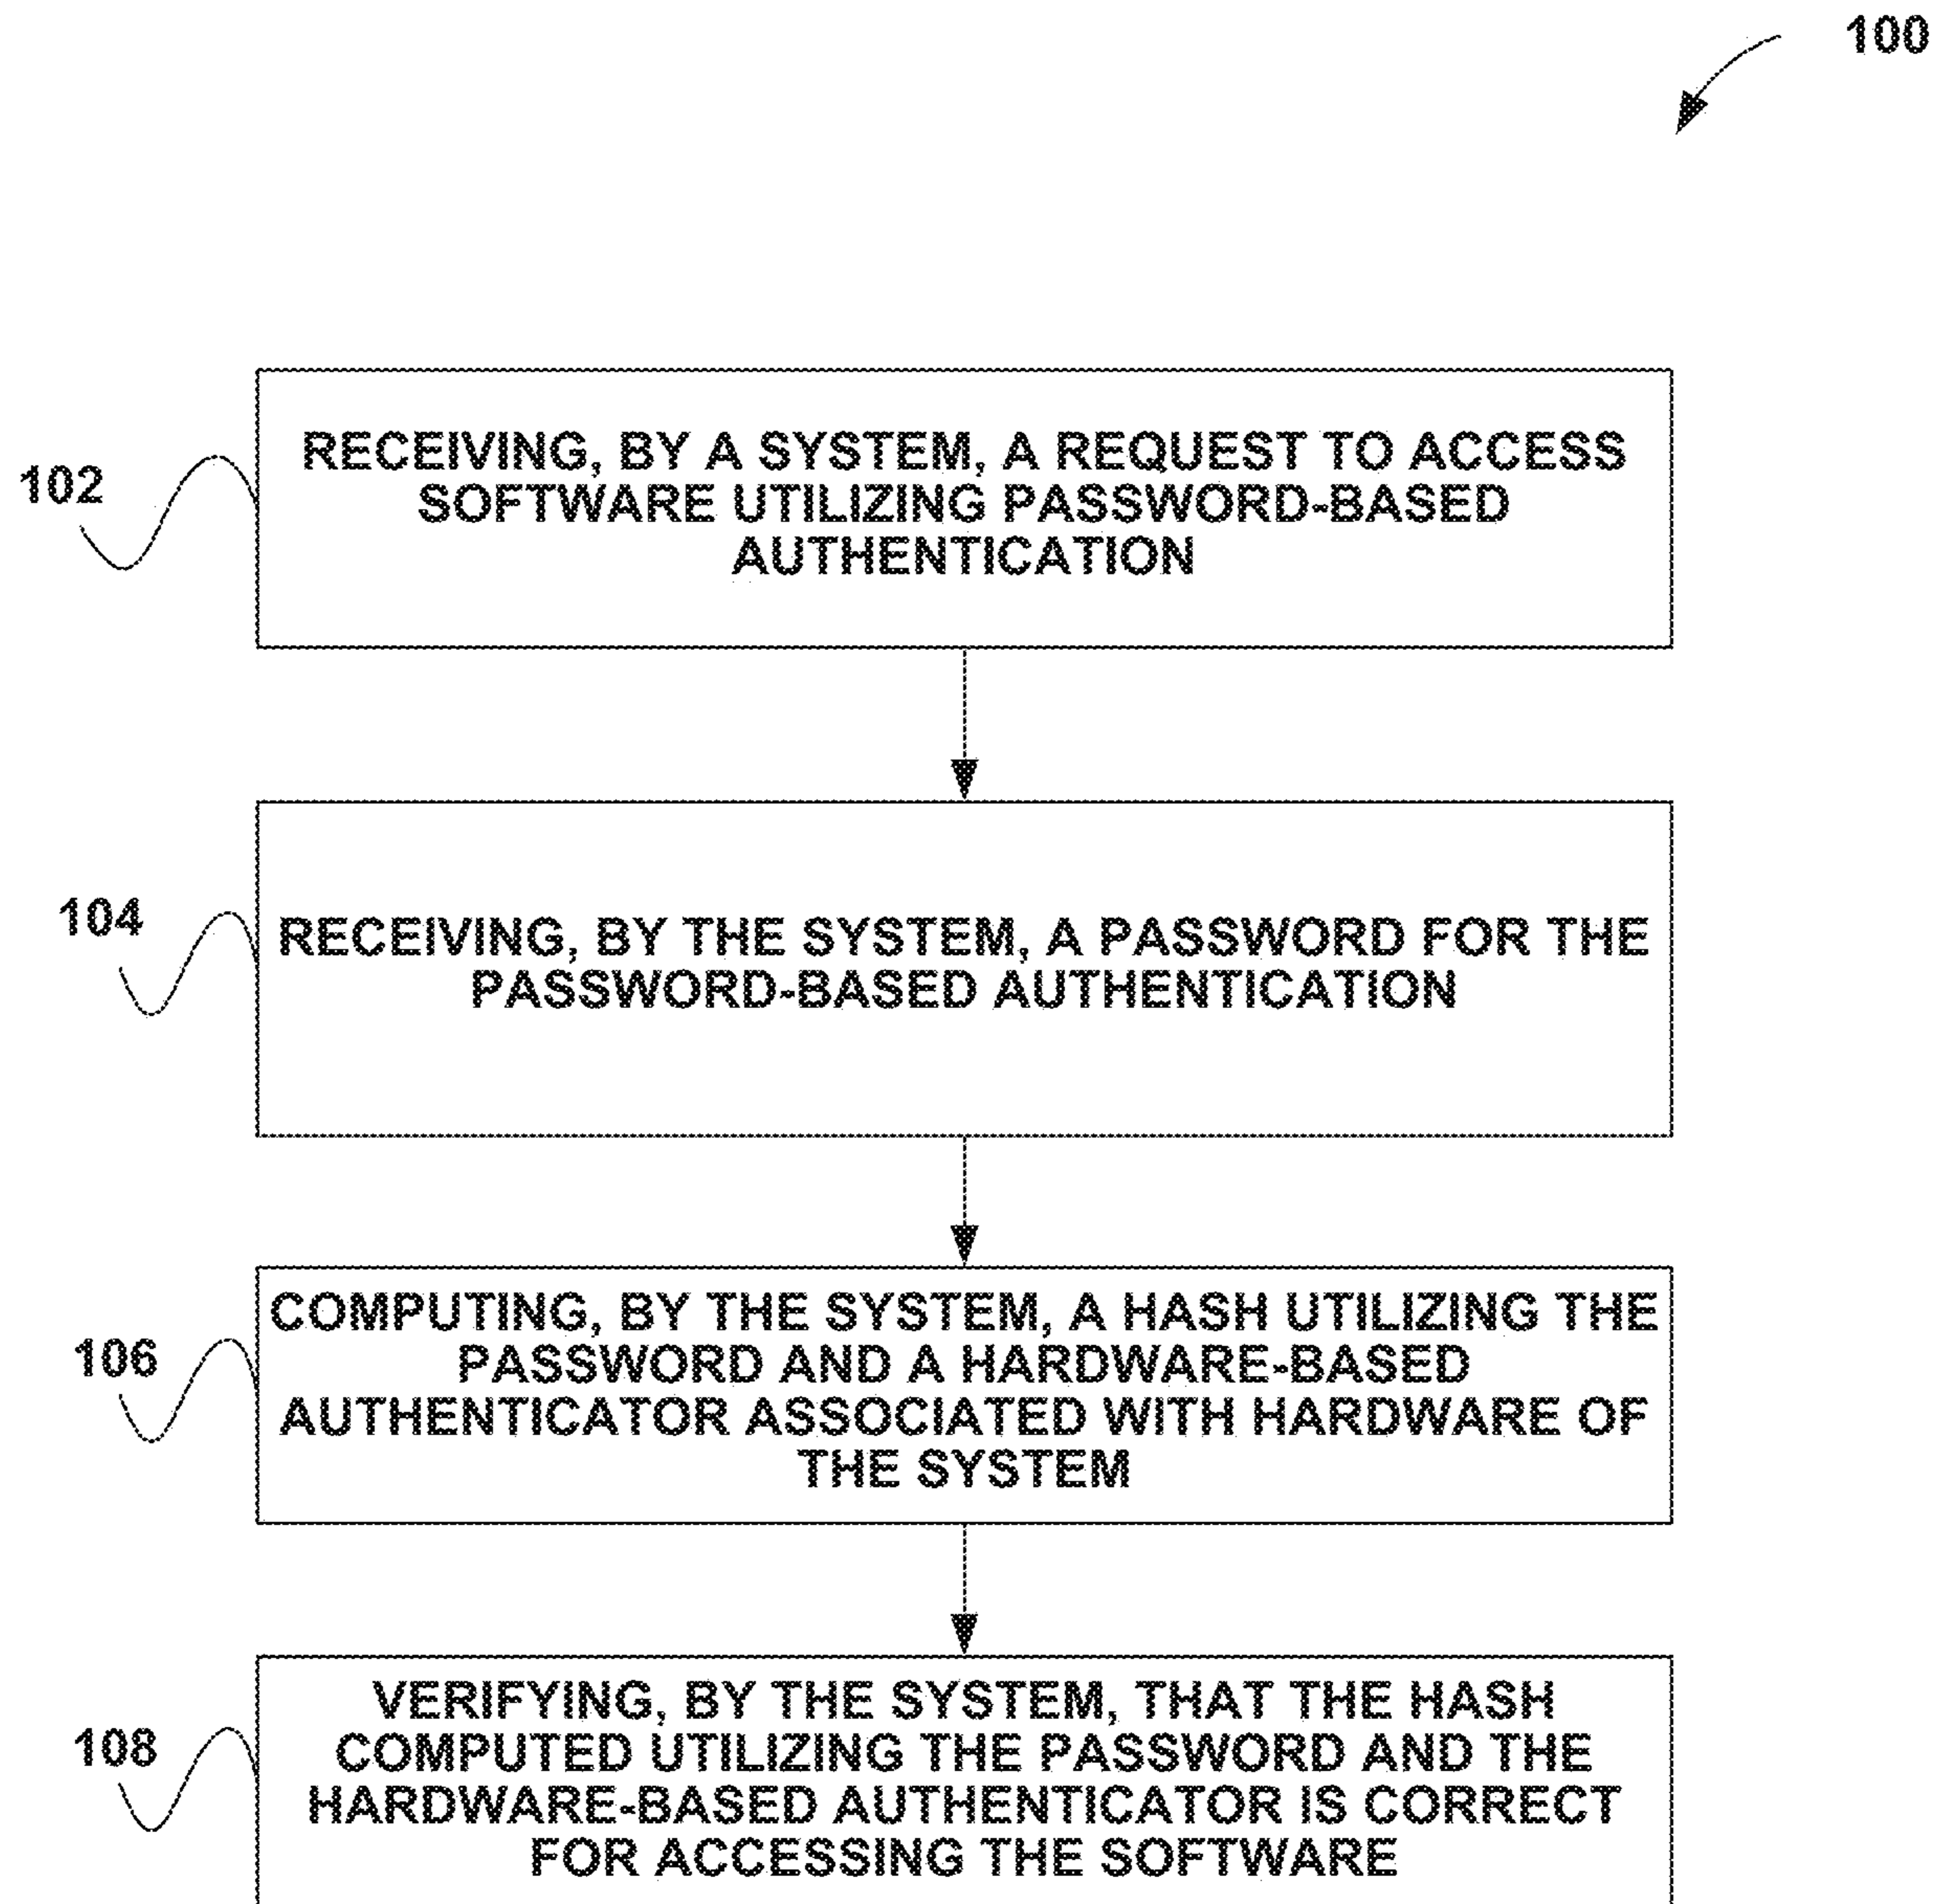 100
102
RECEIVING, BY A SYSTEM, A REQUEST TO ACCESS
SOFTWARE UTILIZING PASSWORD-BASED
AUTHENTICATION
104
RECEIVING, BY THE SYSTEM, A PASSWORD FOR THE
PASSWORD-BASED AUTHENTICATION
106
COMPUTING, BY THE SYSTEM, A HASH UTILIZING THE
PASSWORD AND A HARDWARE-BASED
AUTHENTICATOR ASSOCIATED WITH HARDWARE OF
THE SYSTEM
108
VERIFYING, BY THE SYSTEM, THAT THE HASH
COMPUTED UTILIZING THE PASSWORD AND THE
HARDWARE-BASED AUTHENTICATOR IS CORRECT
FOR ACCESSING THE SOFTWARE